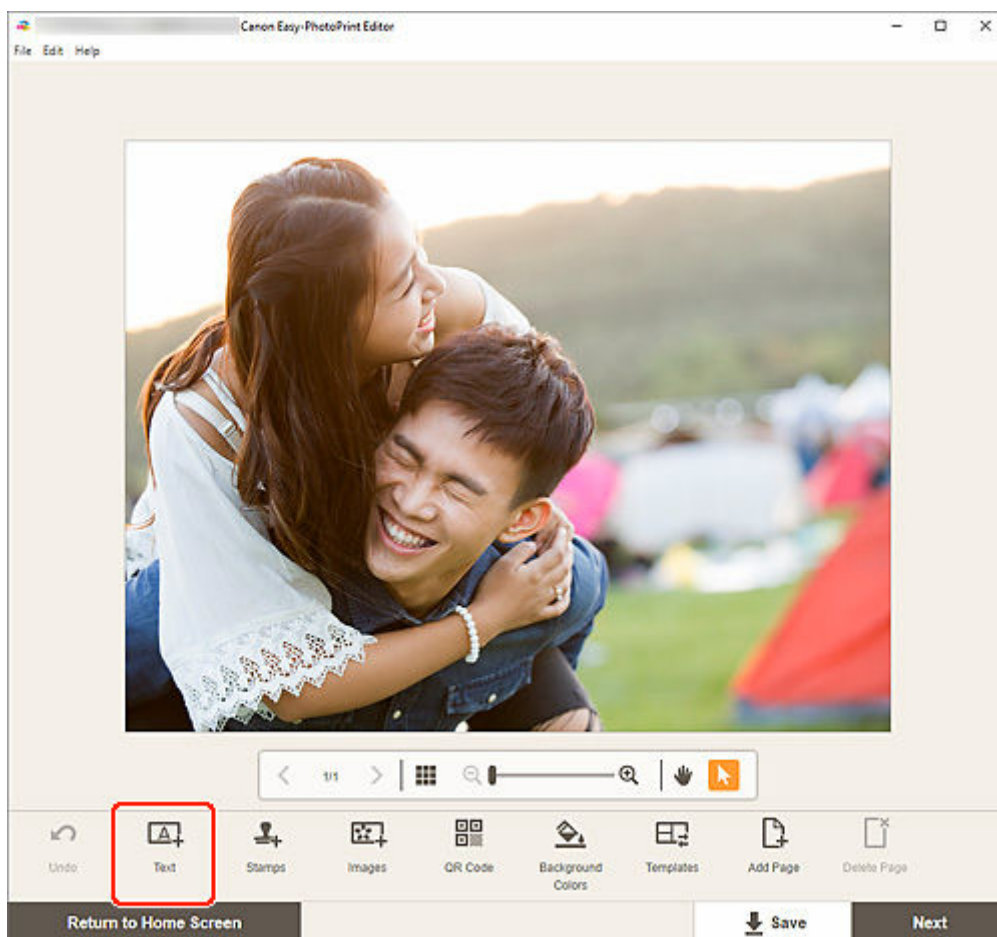 Canon Easy-PhotoPrint Editor
File Edit Help
1/1
Undo
Text
Stamps
Images
QR Code
Background
Colors
Templates
Add Page
Delete Page
Return to Home Screen
Save
Next